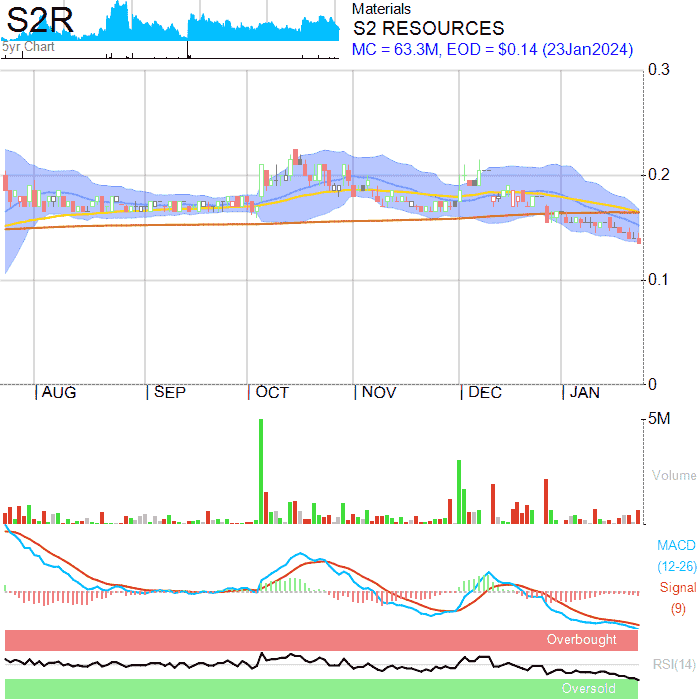 S2R
5yr Chart
Materials
S2 RESOURCES
MC = 63.3M, EOD = $0.14 (23Jan2024)
0.3
0.2
0.1
0
AUG SEP OCT NOV DEC JAN
5M
Volume
MACD
(12-26)
Signal
(9)
Overbought
RSI(14)
Oversold